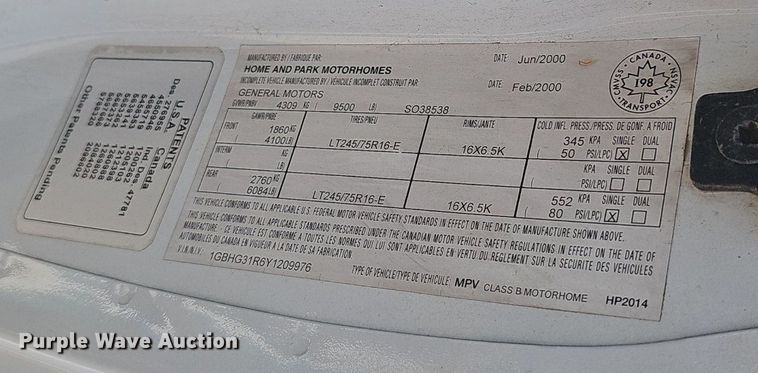 PATENTS
U.S.A. Canada
Other Patents Pending
MANUFACTURED BY / FABRIQUE PAR DATE Jun/2000
HOME AND PARK MOTORHOMES
INCOMPLETE VEHICLE MANUFACTURED BY / VEHICULE INCOMPLET CONSTRUIT PAR DATE Feb/2000
GENERAL MOTORS
GVWR/PNBV 4309 KG ( 9500 LB) SO38538
CANADA
198
TRANSPORT
GAWR/PNBE TIRES/PNEU RIMS/JANTE COLD INFL. PRESS./PRESS. DE GONF. A FROID
FRONT 1860 KG LT245/75R16-E 16X6.5K 345 KPA SINGLE DUAL
4100 LB) ( 50 PSI/LPC) X
INTERM KG KPA SINGLE DUAL
LB) ( PSI/LPC)
REAR 2760 KG LT245/75R16-E 16X6.5K 552 KPA SINGLE DUAL
6084 LB) ( 80 PSI/LPC) X
THIS VEHICLE CONFORMS TO ALL APPLICABLE U.S. FEDERAL MOTOR VEHICLE SAFETY STANDARDS IN EFFECT ON THE DATE OF MANUFACTURE SHOWN ABOVE.
THIS VEHICLE CONFORMS TO ALL APPLICABLE STANDARDS PRESCRIBED UNDER THE CANADIAN MOTOR VEHICLE SAFETY REGULATIONS IN EFFECT ON THE DATE OF
MANUFACTURE : CE VEHICULE EST CONFORME A TOUTES LES NORMES QUI LUI SONT APPLICABLES EN VERTU DU REGLEMENT SUR LA SECURITE DES VEHICULES
AUTOMOBILES DU CANADA EN VIGUEUR A LA DATE DE SA FABRICATION
V.I.N./N.I.V.: 1GBHG31R6Y1209976 TYPE OF VEHICLE/TYPE DE VEHICULE: MPV CLASS B MOTORHOME HP2014
Purple Wave Auction